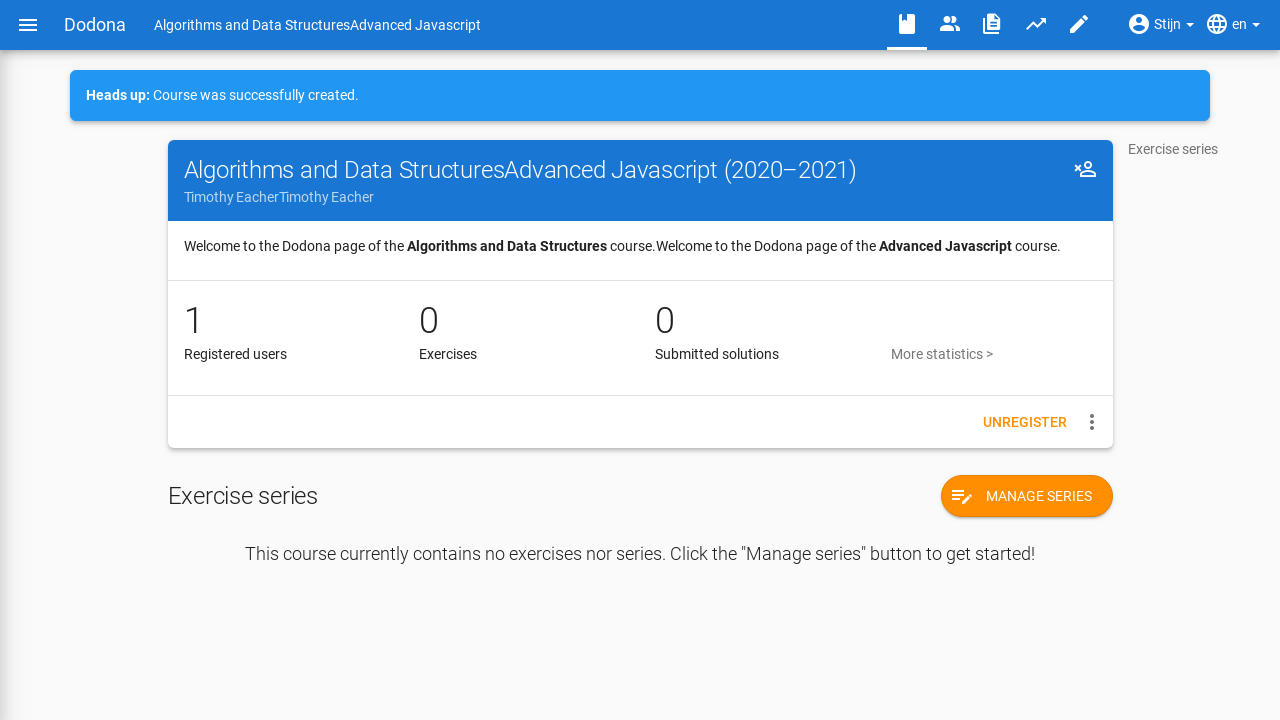 Dodona
Algorithms and Data StructuresAdvanced Javascript
Stijn
en
Heads up: Course was successfully created.
Algorithms and Data StructuresAdvanced Javascript (2020–2021)
Timothy EacherTimothy Eacher
Exercise series
Welcome to the Dodona page of the Algorithms and Data Structures course.Welcome to the Dodona page of the Advanced Javascript course.
1
Registered users
0
Exercises
0
Submitted solutions
More statistics >
UNREGISTER
Exercise series
MANAGE SERIES
This course currently contains no exercises nor series. Click the "Manage series" button to get started!